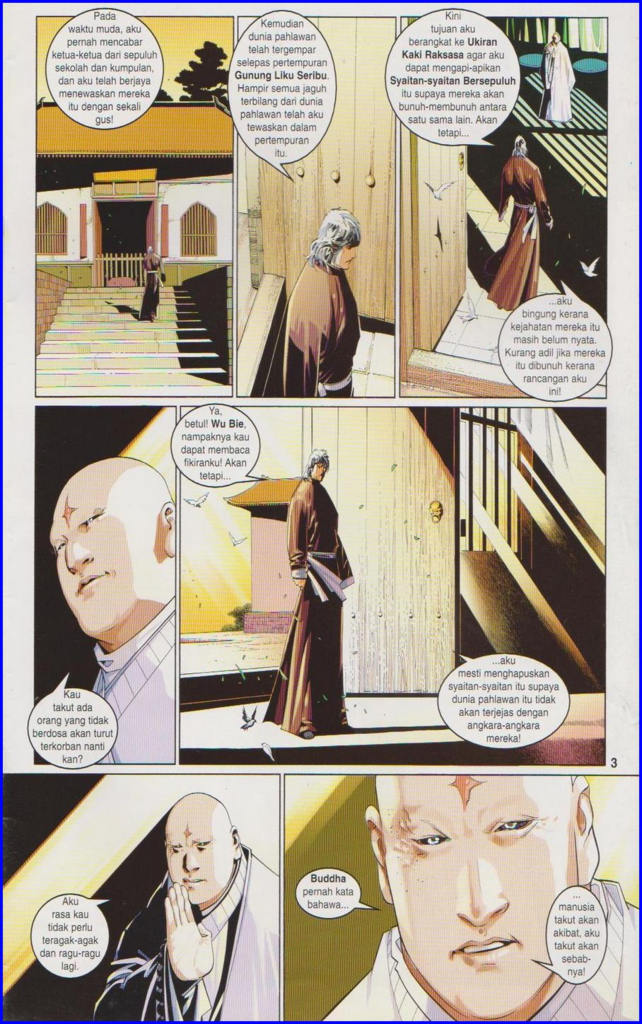 Pada
waktu muda, aku
pernah mencabar
ketua-ketua dari sepuluh
sekolah dan kumpulan,
dan aku telah berjaya
menewaskan mereka
itu dengan sekali
gus!
Kemudian
dunia pahlawan
telah tergempar
selepas pertempuran
Gunung Liku Seribu.
Hampir semua jaguh
terbilang dari dunia
pahlawan telah aku
tewaskan dalam
pertempuran
itu.
Kini
tujuan aku
berangkat ke Ukiran
Kaki Raksasa agar aku
dapat mengapi-apikan
Syaitan-syaitan Bersepuluh
itu supaya mereka akan
bunuh-membunuh antara
satu sama lain. Akan
tetapi...
...aku
bingung kerana
kejahatan mereka itu
masih belum nyata.
Kurang adil jika mereka
itu dibunuh kerana
rancangan aku
ini!
Kau
takut ada
orang yang tidak
berdosa akan turut
terkorban nanti
kan?
Ya,
betul! Wu Bie,
nampaknya kau
dapat membaca
fikiranku! Akan
tetapi...
...aku
mesti menghapuskan
syaitan-syaitan itu supaya
dunia pahlawan itu tidak
akan terjejas dengan
angkara-angkara
mereka!
3
Aku
rasa kau
tidak perlu
teragak-agak
dan ragu-ragu
lagi.
Buddha
pernah kata
bahawa...
...
manusia
takut akan
akibat, aku
takut akan
sebab-
nya!